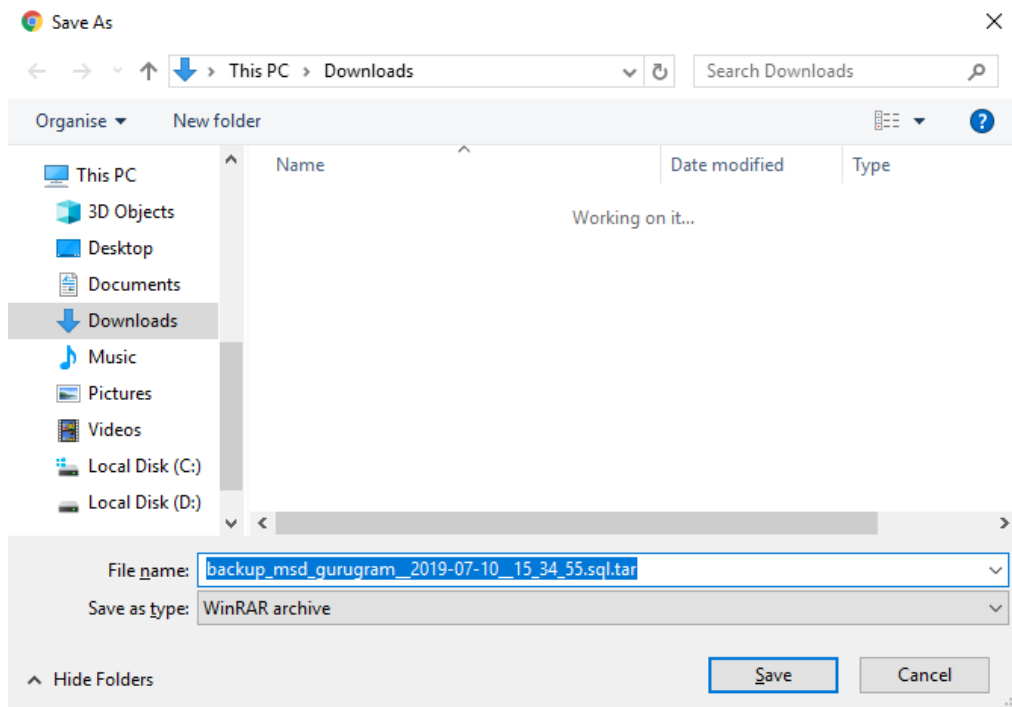 Save As
This PC > Downloads
Search Downloads
Organise
New folder
?
Name
Date modified
Type
This PC
3D Objects
Desktop
Documents
Downloads
Music
Pictures
Videos
Local Disk (C:)
Local Disk (D:)
Working on it...
File name: backup_msd_gurugram__2019-07-10__15_34_55.sql.tar
Save as type: WinRAR archive
Hide Folders
Save
Cancel